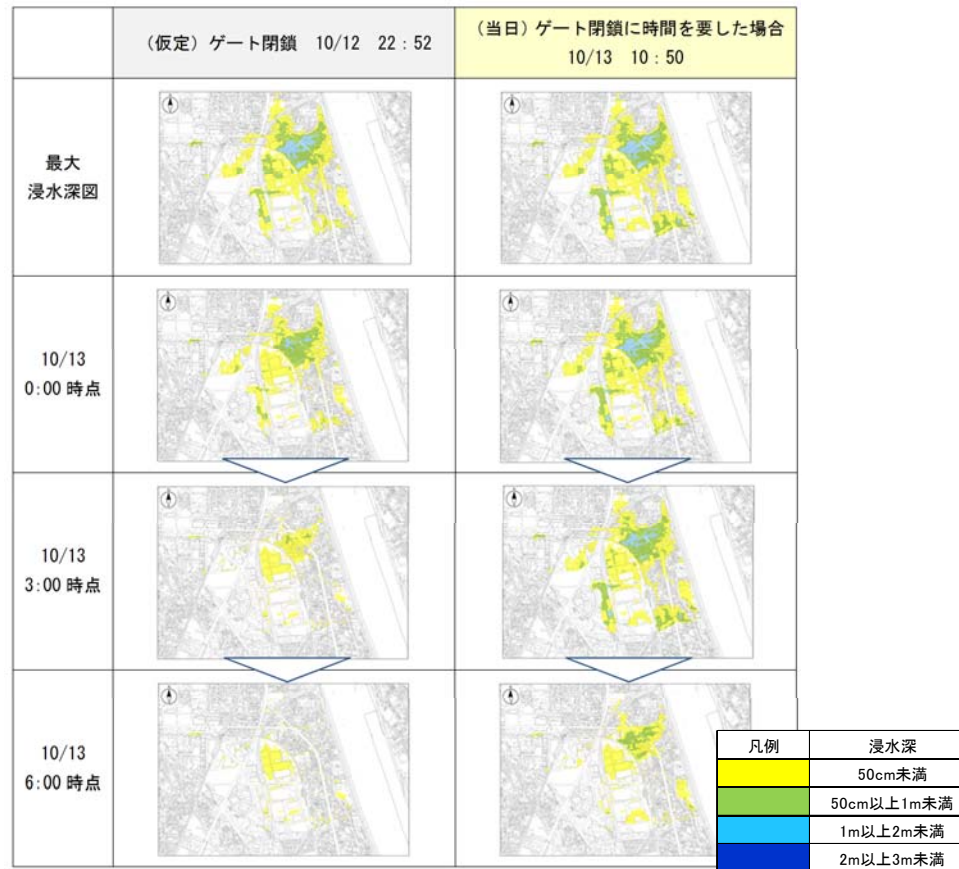 (仮定)ゲート閉鎖 10/12 22:52
(当日)ゲート閉鎖に時間を要した場合
10/13 10:50
最大
浸水深図
10/13
0:00 時点
10/13
3:00 時点
10/13
6:00 時点
凡例 浸水深
50cm未満
50cm以上1m未満
1m以上2m未満
2m以上3m未満